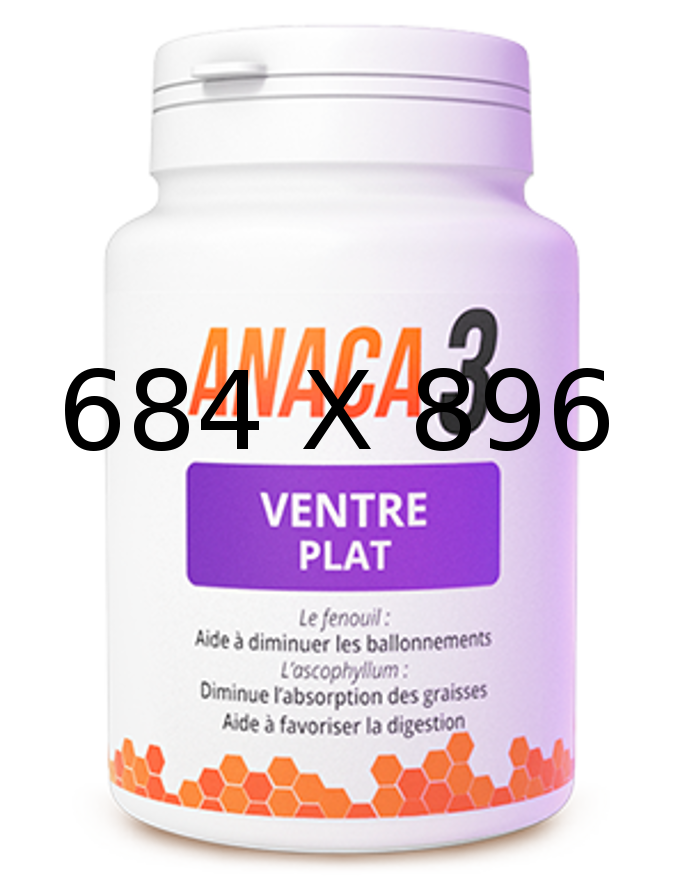 ANACA3
684 X 896
VENTRE
PLAT
Le fenouil :
Aide à diminuer les ballonnements
L'ascophyllum :
Diminue l'absorption des graisses
Aide à favoriser la digestion